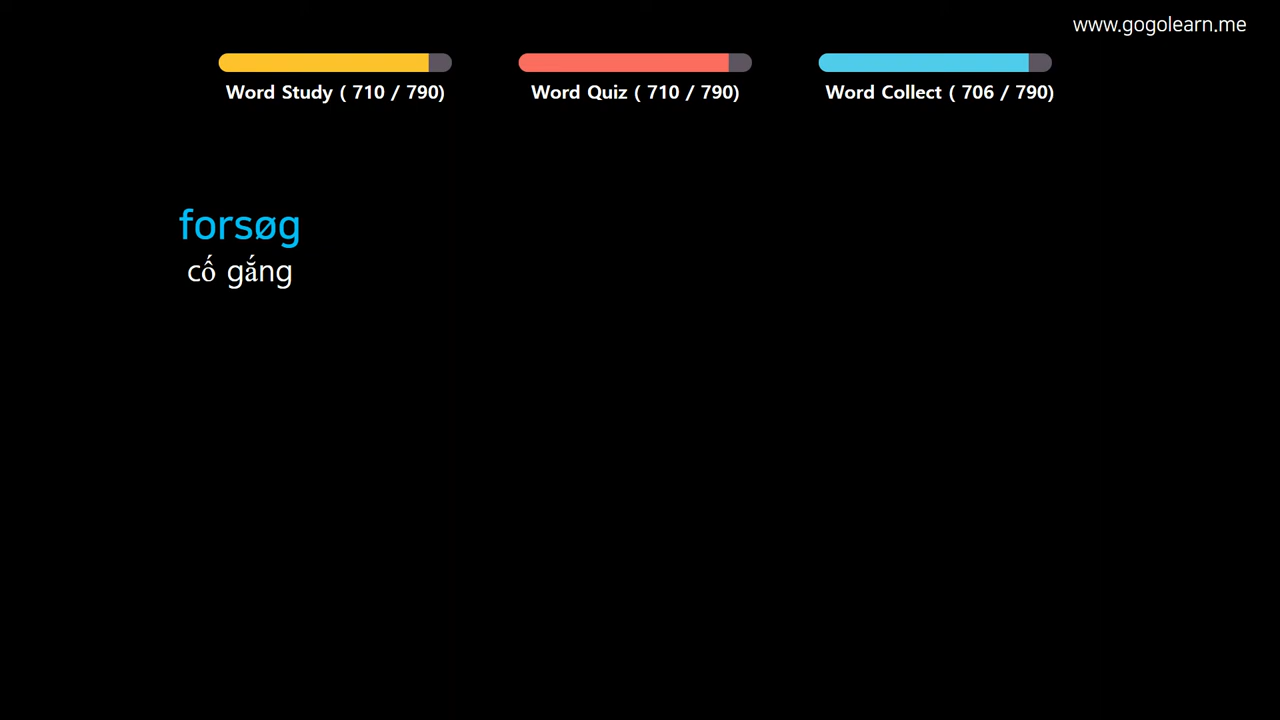 www.gogolearn.me
Word Study ( 710 / 790)
Word Quiz ( 710 / 790)
Word Collect ( 706 / 790)
forsøg
cố gắng